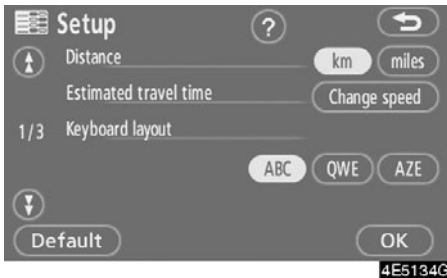 Setup ?
Distance km miles
Estimated travel time Change speed
1/3 Keyboard layout
ABC QWE AZE
Default OK
4E5134G